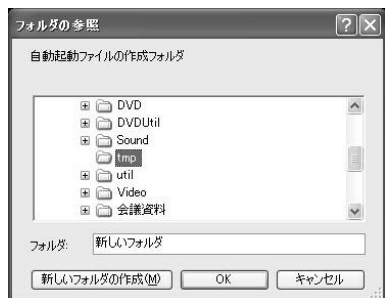 フォルダの参照
自動起動ファイルの作成フォルダ
DVD
DVDUtil
Sound
tmp
util
Video
会議資料
フォルダ: 新しいフォルダ
新しいフォルダの作成(M) OK キャンセル